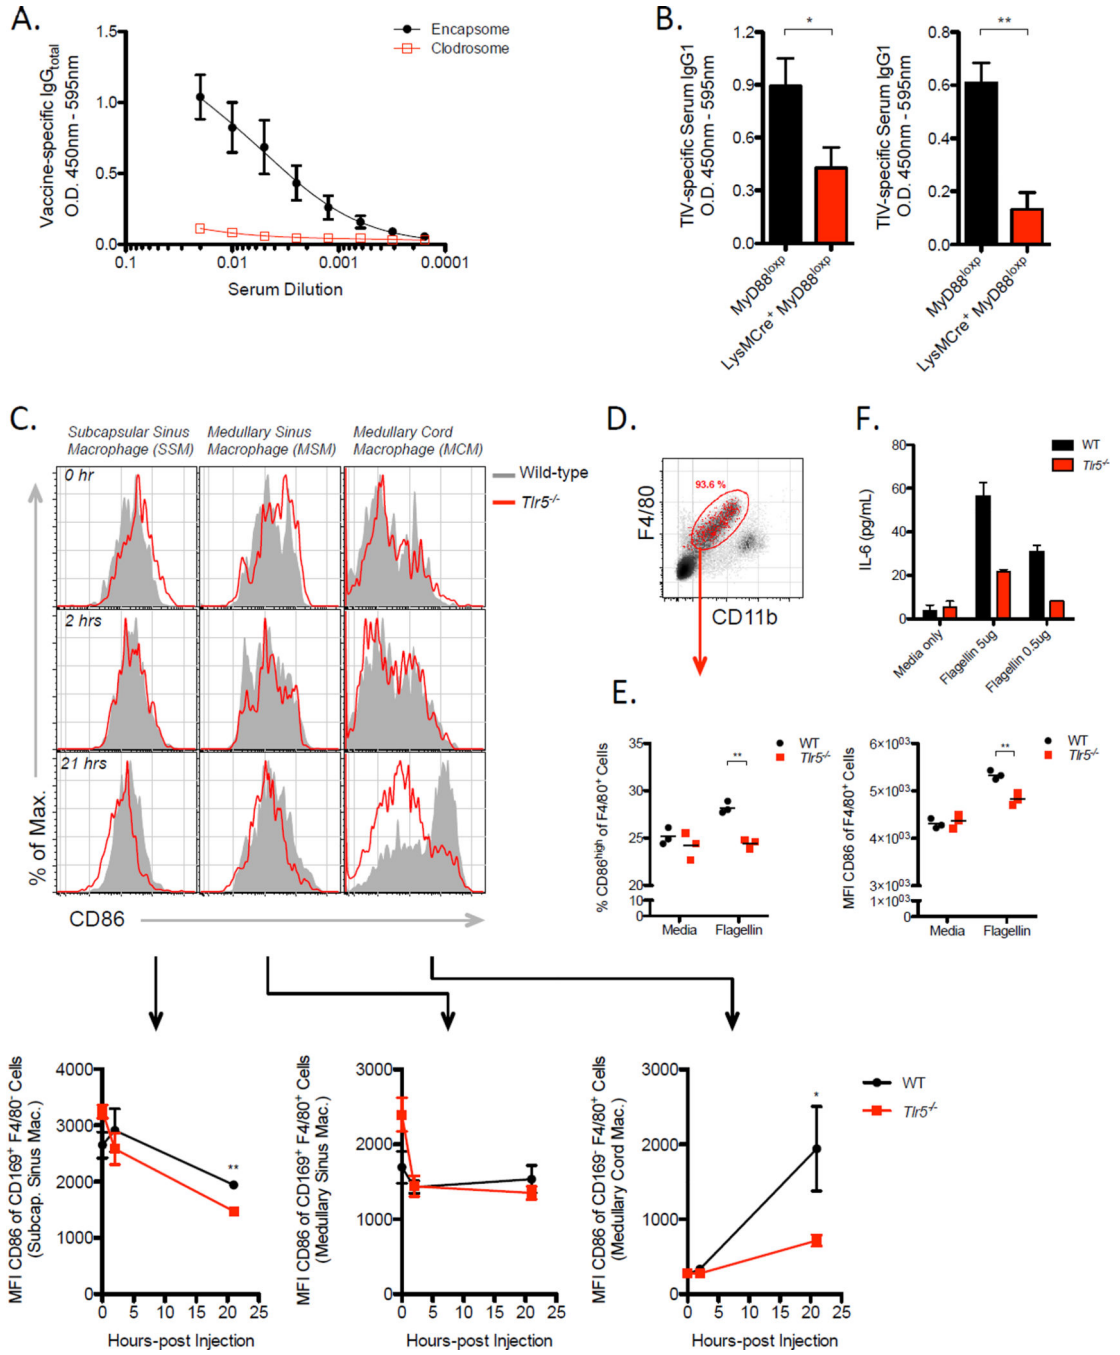 A.
Vaccine-specific IgGtotal
O.D. 450nm - 595nm
1.5
1.0
0.5
0.0
0.1
0.01
0.001
0.0001
Serum Dilution
Encapsome
Clodrosome
B.
TIV-specific Serum IgG1
O.D. 450nm - 595nm
1.2
0.9
0.6
0.3
0.0
*
MyD88loxp
LysMCre+ MyD88loxp
TIV-specific Serum IgG1
O.D. 450nm - 595nm
0.8
0.6
0.4
0.2
0.0
**
MyD88loxp
LysMCre+ MyD88loxp
C.
Subcapsular Sinus
Macrophage (SSM)
Medullary Sinus
Macrophage (MSM)
Medullary Cord
Macrophage (MCM)
0 hr
2 hrs
21 hrs
Wild-type
Tlr5-/-
% of Max.
CD86
D.
F4/80
93.6 %
CD11b
E.
% CD86high of F4/80+ Cells
35
30
25
20
10
0
**
Media
Flagellin
WT
Tlr5-/-
MFI CD86 of F4/80+ Cells
6×1003
5×1003
4×1003
3×1003
1×1003
0
**
Media
Flagellin
WT
Tlr5-/-
F.
IL-6 (pg/mL)
80
60
40
20
0
Media only
Flagellin 5ug
Flagellin 0.5ug
WT
Tlr5-/-
MFI CD86 of CD169+ F4/80- Cells
(Subcap. Sinus Mac.)
4000
3000
2000
1000
0
**
0 5 10 15 20 25
Hours-post Injection
MFI CD86 of CD169+ F4/80+ Cells
(Medullary Sinus Mac.)
3000
2000
1000
0
0 5 10 15 20 25
Hours-post Injection
MFI CD86 of CD169- F4/80+ Cells
(Medullary Cord Mac.)
3000
2000
1000
0
*
0 5 10 15 20 25
Hours-post Injection
WT
Tlr5-/-